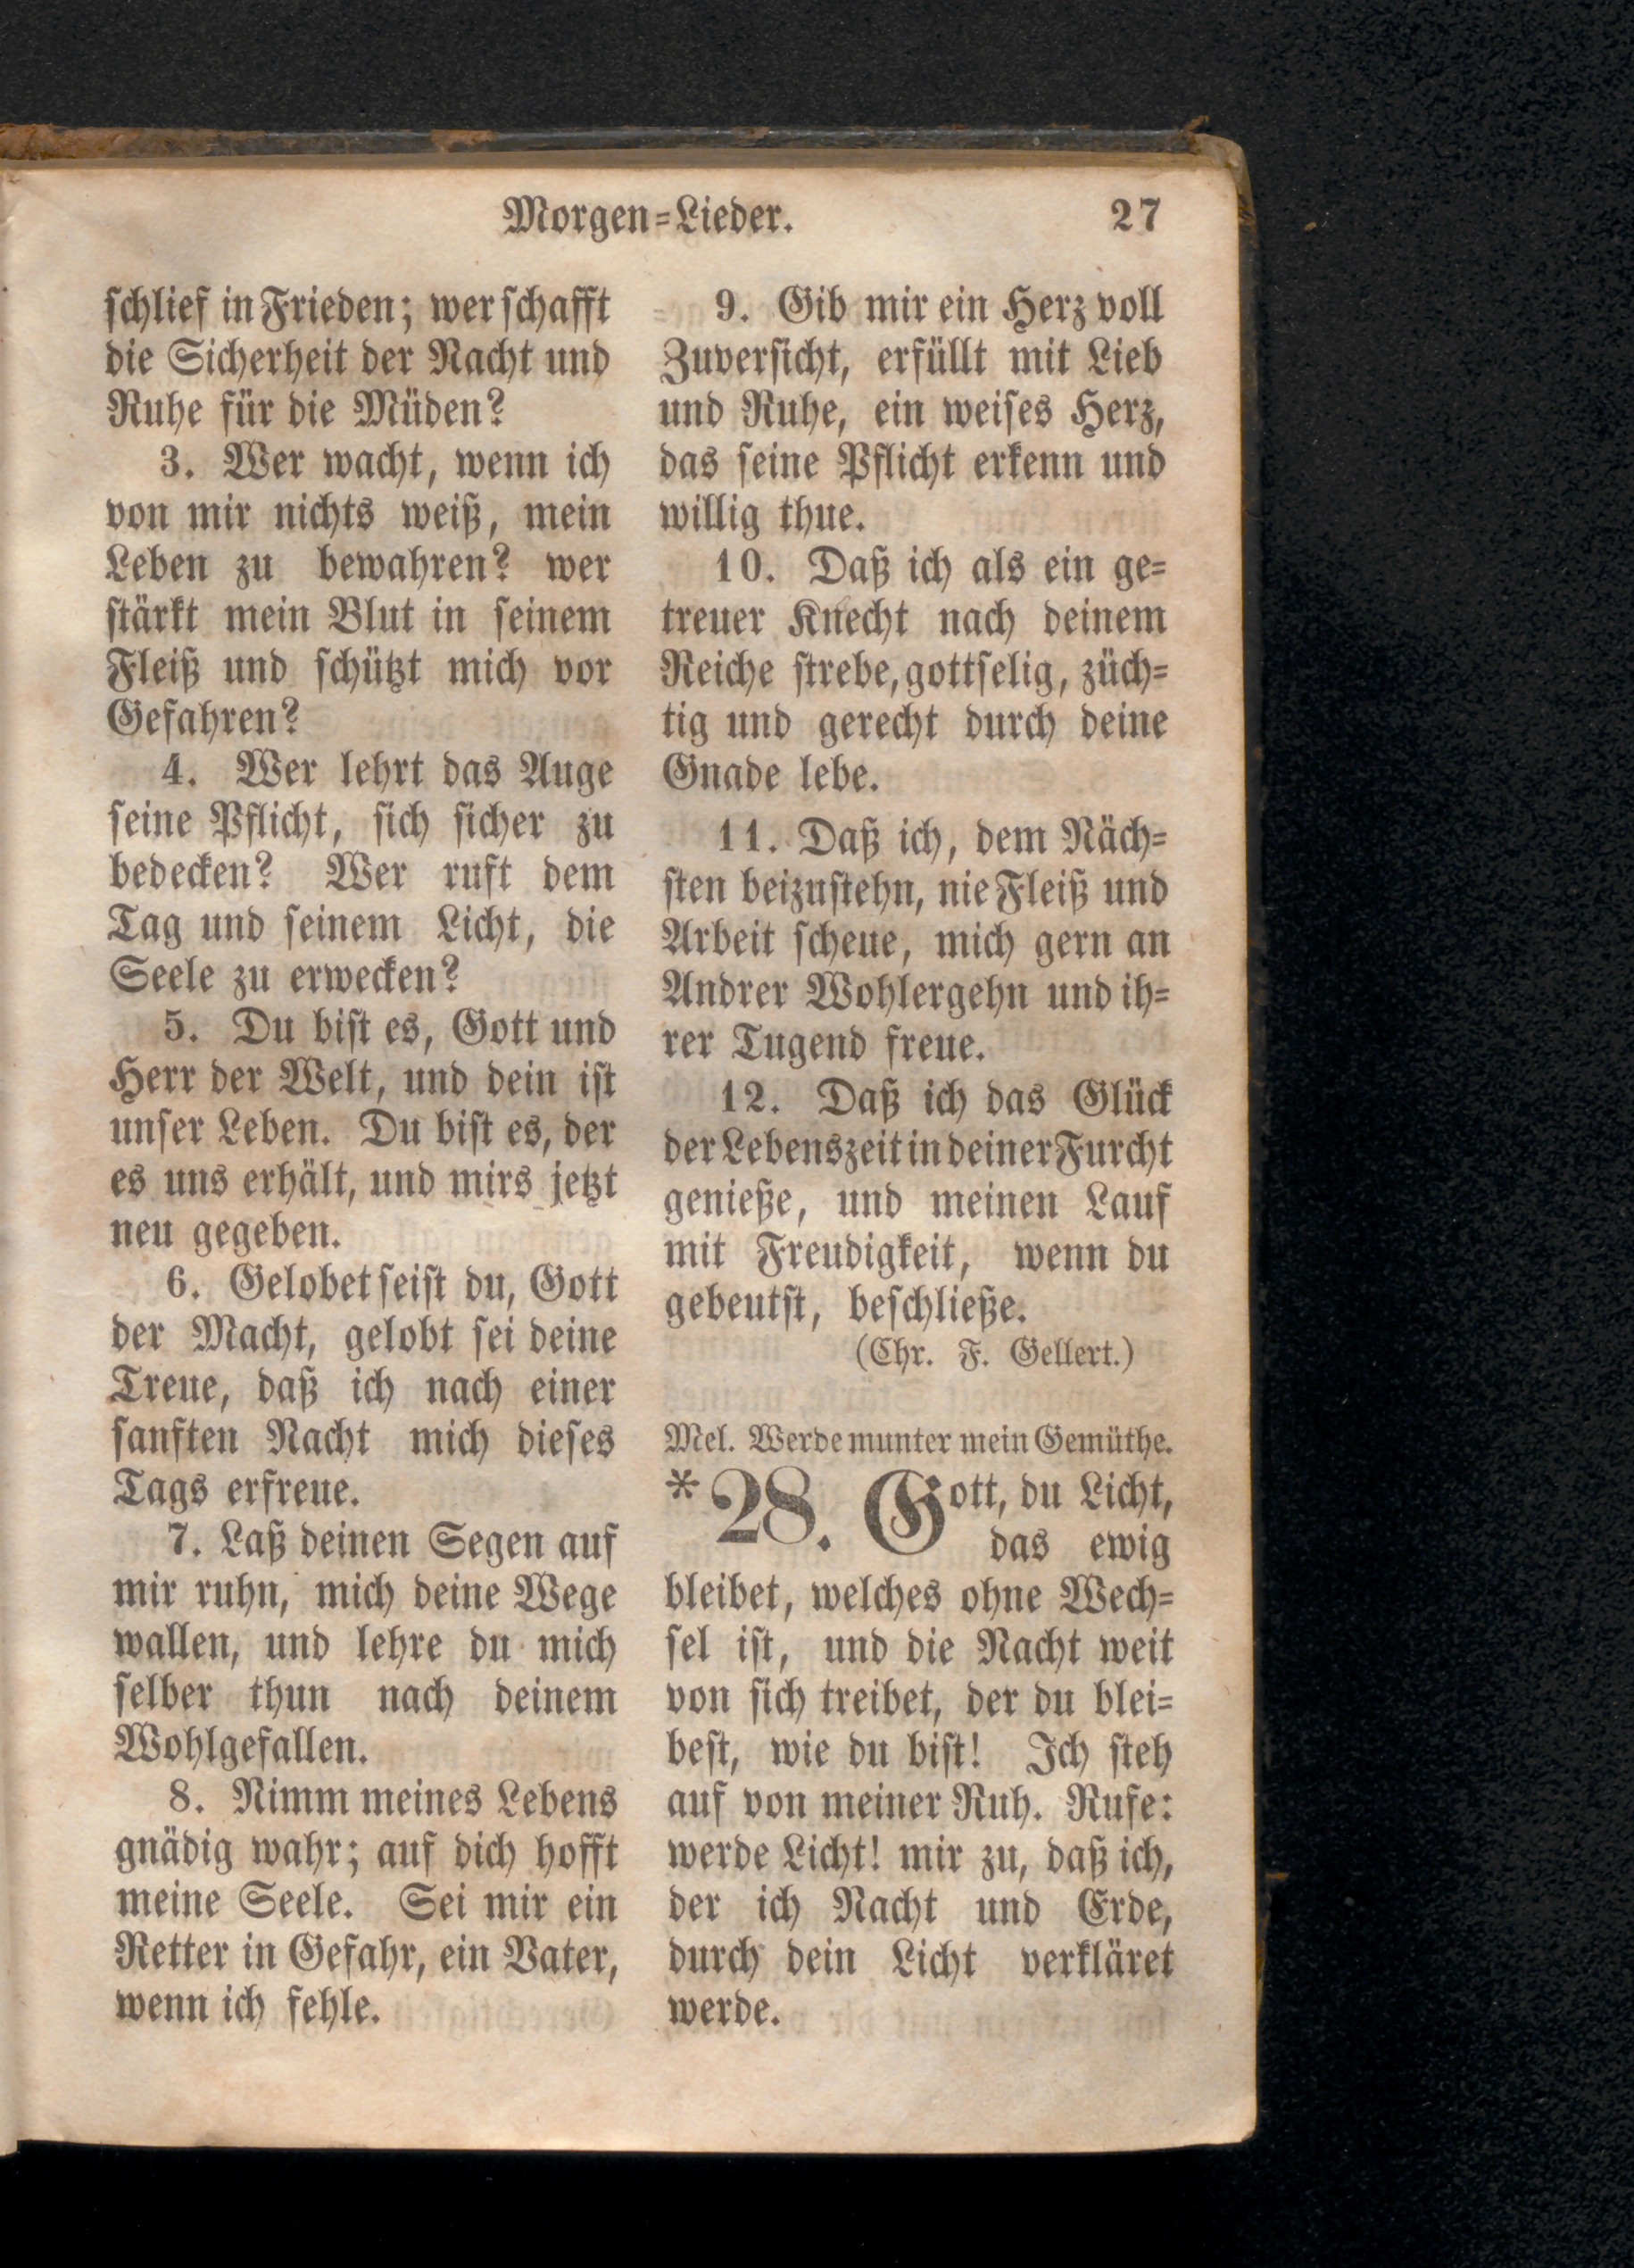 Morgen=Lieder. 27
schlief in Frieden; wer schafft
die Sicherheit der Nacht und
Ruhe für die Müden?
3. Wer wacht, wenn ich
von mir nichts weiß, mein
Leben zu bewahren? wer
stärkt mein Blut in seinem
Fleiß und schützt mich vor
Gefahren?
4. Wer lehrt das Auge
seine Pflicht, sich sicher zu
bedecken? Wer ruft dem
Tag und seinem Licht, die
Seele zu erwecken?
5. Du bist es, Gott und
Herr der Welt, und dein ist
unser Leben. Du bist es, der
es uns erhält, und mirs jetzt
neu gegeben.
6. Gelobet seist du, Gott
der Macht, gelobt sei deine
Treue, daß ich nach einer
sanften Nacht mich dieses
Tags erfreue.
7. Laß deinen Segen auf
mir ruhn, mich deine Wege
wallen, und lehre du mich
selber thun nach deinem
Wohlgefallen.
8. Nimm meines Lebens
gnädig wahr; auf dich hofft
meine Seele. Sei mir ein
Retter in Gefahr, ein Vater,
wenn ich fehle.
9. Gib mir ein Herz voll
Zuversicht, erfüllt mit Lieb
und Ruhe, ein weises Herz,
das seine Pflicht erkenn und
willig thue.
10. Daß ich als ein ge=
treuer Knecht nach deinem
Reiche strebe, gottselig, züch=
tig und gerecht durch deine
Gnade lebe.
11. Daß ich, dem Näch=
sten beizustehn, nie Fleiß und
Arbeit scheue, mich gern an
Andrer Wohlergehn und ih=
rer Tugend freue.
12. Daß ich das Glück
der Lebenszeit in deiner Furcht
genieße, und meinen Lauf
mit Freudigkeit, wenn du
gebeutst, beschließe.
(Chr. F. Gellert.)
Mel. Werde munter mein Gemüthe.
*28. Gott, du Licht,
das ewig
bleibet, welches ohne Wech=
sel ist, und die Nacht weit
von sich treibet, der du blei=
best, wie du bist! Ich steh
auf von meiner Ruh. Rufe:
werde Licht! mir zu, daß ich,
der ich Nacht und Erde,
durch dein Licht verkläret
werde.